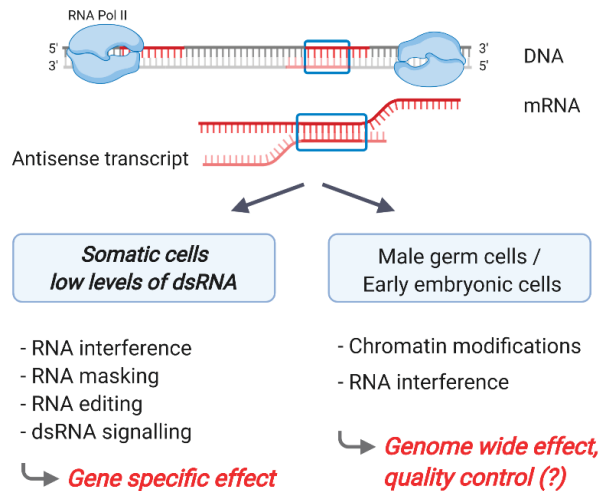 RNA Pol II
5' 3'
3' 5'
DNA
mRNA
Antisense transcript
Somatic cells
low levels of dsRNA
- RNA interference
- RNA masking
- RNA editing
- dsRNA signalling
Gene specific effect
Male germ cells /
Early embryonic cells
- Chromatin modifications
- RNA interference
Genome wide effect,
quality control (?)